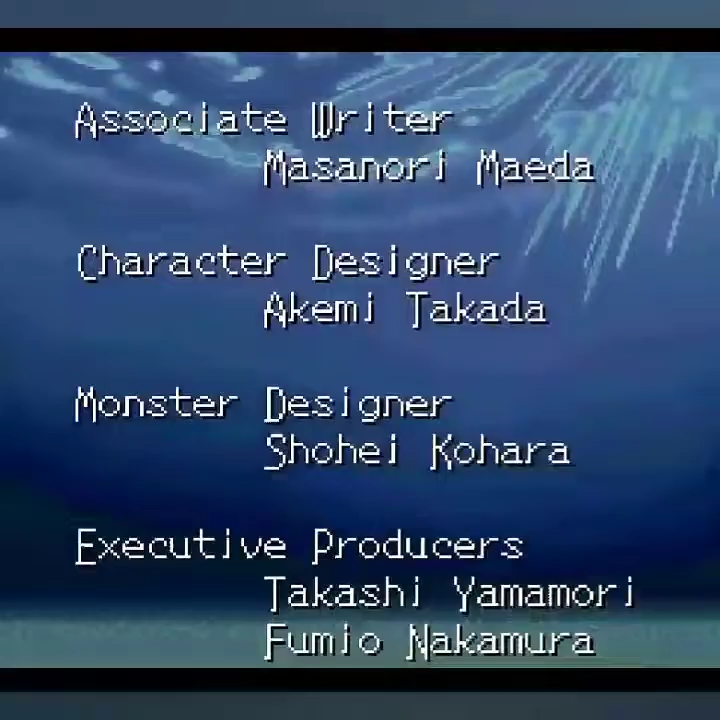 Associate Writer
Masanori Maeda
Character Designer
Akemi Takada
Monster Designer
Shohei Kohara
Executive Producers
Takashi Yamamori
Fumio Nakamura